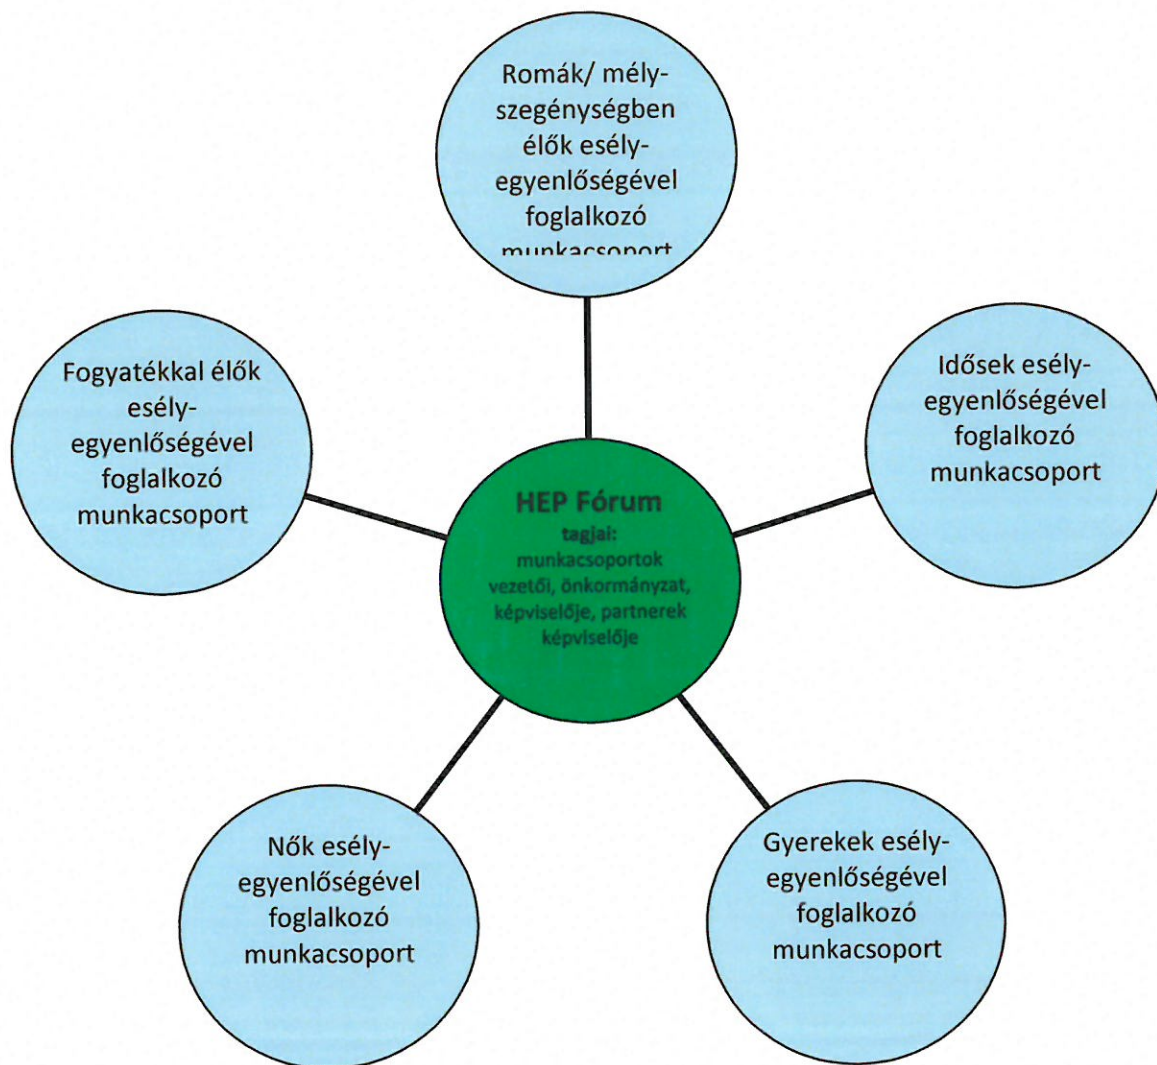 Romák/ mély-
szegénységben
élők esély-
egyenlőségével
foglalkozó
munkacsoport
Fogyatékkal élők
esély-
egyenlőségével
foglalkozó
munkacsoport
Idősek esély-
egyenlőségével
foglalkozó
munkacsoport
HEP Fórum
tagjai:
munkacsoportok
vezetői, önkormányzat,
képviselője, partnerek
képviselője
Nők esély-
egyenlőségével
foglalkozó
munkacsoport
Gyerekek esély-
egyenlőségével
foglalkozó
munkacsoport